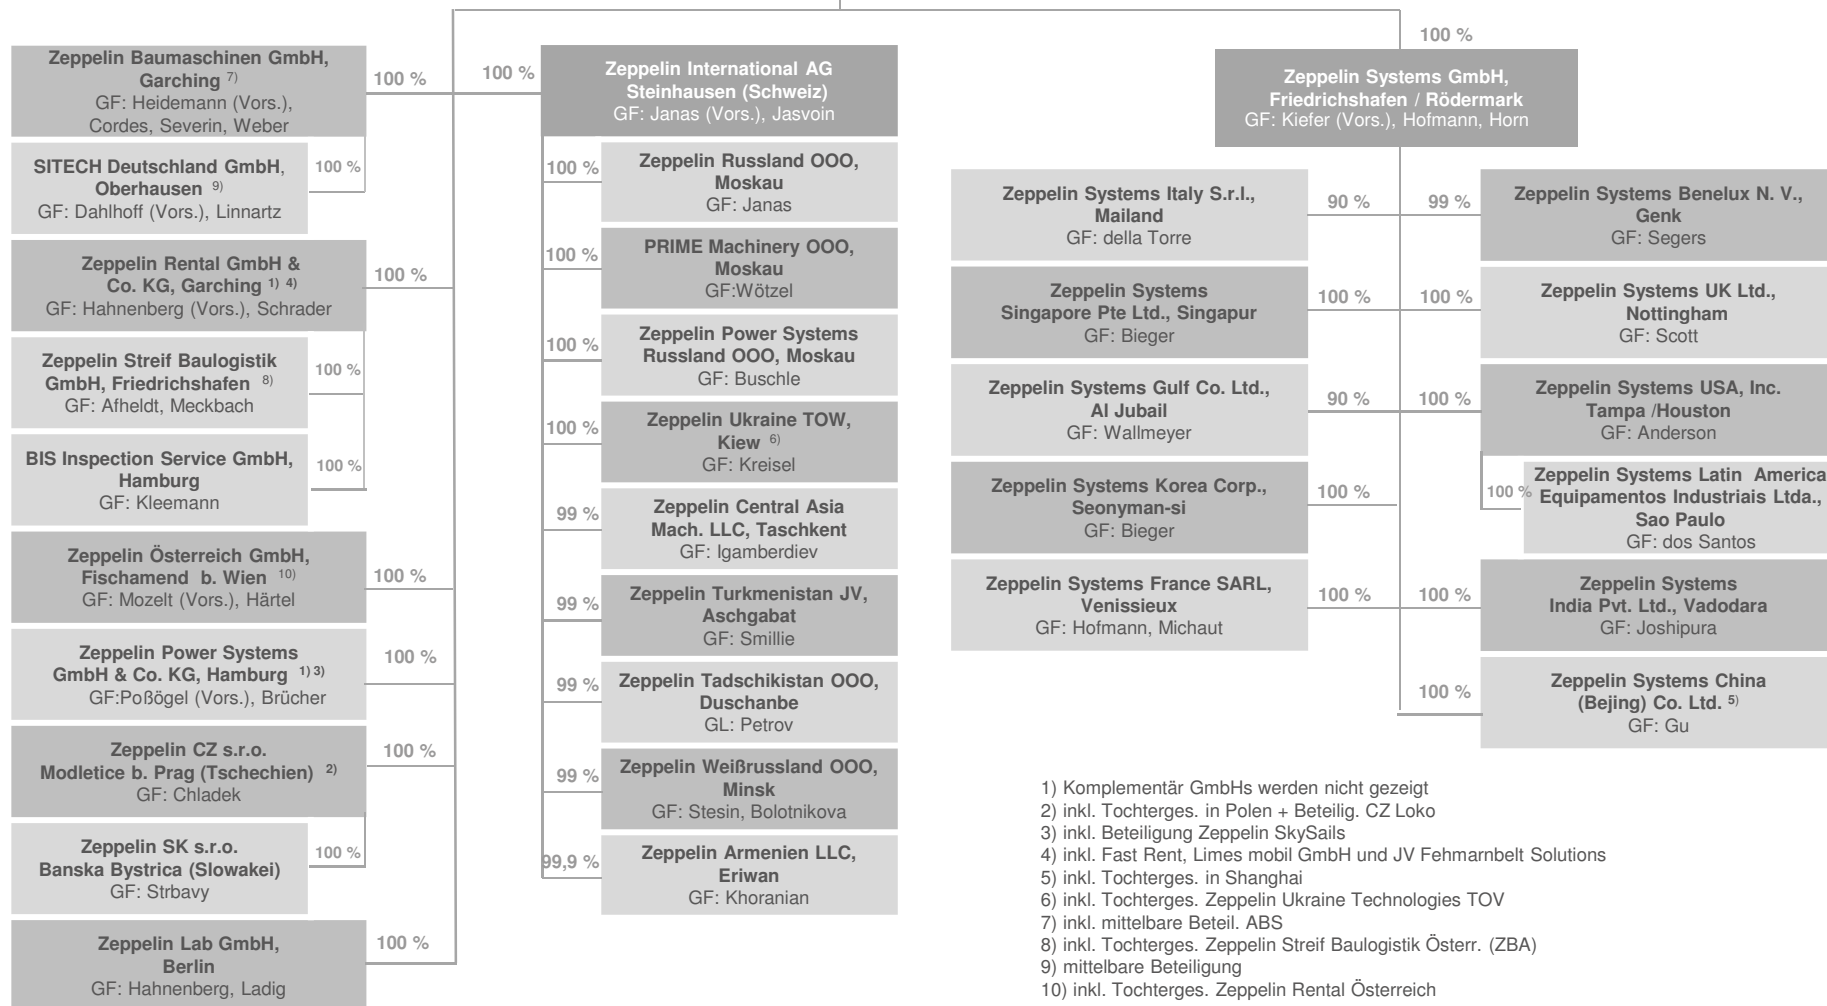 Zeppelin Baumaschinen GmbH,
Garching 7)
GF: Heidemann (Vors.),
Cordes, Severin, Weber
100 %
SITECH Deutschland GmbH,
Oberhausen 9)
GF: Dahlhoff (Vors.), Linnartz
100 %
Zeppelin Rental GmbH &
Co. KG, Garching 1) 4)
GF: Hahnenberg (Vors.), Schrader
100 %
Zeppelin Streif Baulogistik
GmbH, Friedrichshafen 8)
GF: Afheldt, Meckbach
100 %
BIS Inspection Service GmbH,
Hamburg
GF: Kleemann
100 %
Zeppelin Österreich GmbH,
Fischamend b. Wien 10)
GF: Mozelt (Vors.), Härtel
100 %
Zeppelin Power Systems
GmbH & Co. KG, Hamburg 1) 3)
GF:Poßögel (Vors.), Brücher
100 %
Zeppelin CZ s.r.o.
Modletice b. Prag (Tschechien) 2)
GF: Chladek
100 %
Zeppelin SK s.r.o.
Banska Bystrica (Slowakei)
GF: Strbavy
100 %
Zeppelin Lab GmbH,
Berlin
GF: Hahnenberg, Ladig
100 %
100 %
Zeppelin International AG
Steinhausen (Schweiz)
GF: Janas (Vors.), Jasvoin
100 %
Zeppelin Russland OOO,
Moskau
GF: Janas
100 %
PRIME Machinery OOO,
Moskau
GF:Wötzel
100 %
Zeppelin Power Systems
Russland OOO, Moskau
GF: Buschle
100 %
Zeppelin Ukraine TOW,
Kiew 6)
GF: Kreisel
99 %
Zeppelin Central Asia
Mach. LLC, Taschkent
GF: Igamberdiev
99 %
Zeppelin Turkmenistan JV,
Aschgabat
GF: Smillie
99 %
Zeppelin Tadschikistan OOO,
Duschanbe
GL: Petrov
99 %
Zeppelin Weißrussland OOO,
Minsk
GF: Stesin, Bolotnikova
99,9 %
Zeppelin Armenien LLC,
Eriwan
GF: Khoranian
100 %
Zeppelin Systems GmbH,
Friedrichshafen / Rödermark
GF: Kiefer (Vors.), Hofmann, Horn
Zeppelin Systems Italy S.r.l.,
Mailand
GF: della Torre
90 %
99 %
Zeppelin Systems Benelux N. V.,
Genk
GF: Segers
Zeppelin Systems
Singapore Pte Ltd., Singapur
GF: Bieger
100 %
100 %
Zeppelin Systems UK Ltd.,
Nottingham
GF: Scott
Zeppelin Systems Gulf Co. Ltd.,
Al Jubail
GF: Wallmeyer
90 %
100 %
Zeppelin Systems USA, Inc.
Tampa /Houston
GF: Anderson
Zeppelin Systems Korea Corp.,
Seonyman-si
GF: Bieger
100 %
100 %
Zeppelin Systems Latin America
Equipamentos Industriais Ltda.,
Sao Paulo
GF: dos Santos
Zeppelin Systems France SARL,
Venissieux
GF: Hofmann, Michaut
100 %
100 %
Zeppelin Systems
India Pvt. Ltd., Vadodara
GF: Joshipura
100 %
Zeppelin Systems China
(Bejing) Co. Ltd. 5)
GF: Gu
1) Komplementär GmbHs werden nicht gezeigt
2) inkl. Tochterges. in Polen + Beteilig. CZ Loko
3) inkl. Beteiligung Zeppelin SkySails
4) inkl. Fast Rent, Limes mobil GmbH und JV Fehmarnbelt Solutions
5) inkl. Tochterges. in Shanghai
6) inkl. Tochterges. Zeppelin Ukraine Technologies TOV
7) inkl. mittelbare Beteil. ABS
8) inkl. Tochterges. Zeppelin Streif Baulogistik Österr. (ZBA)
9) mittelbare Beteiligung
10) inkl. Tochterges. Zeppelin Rental Österreich